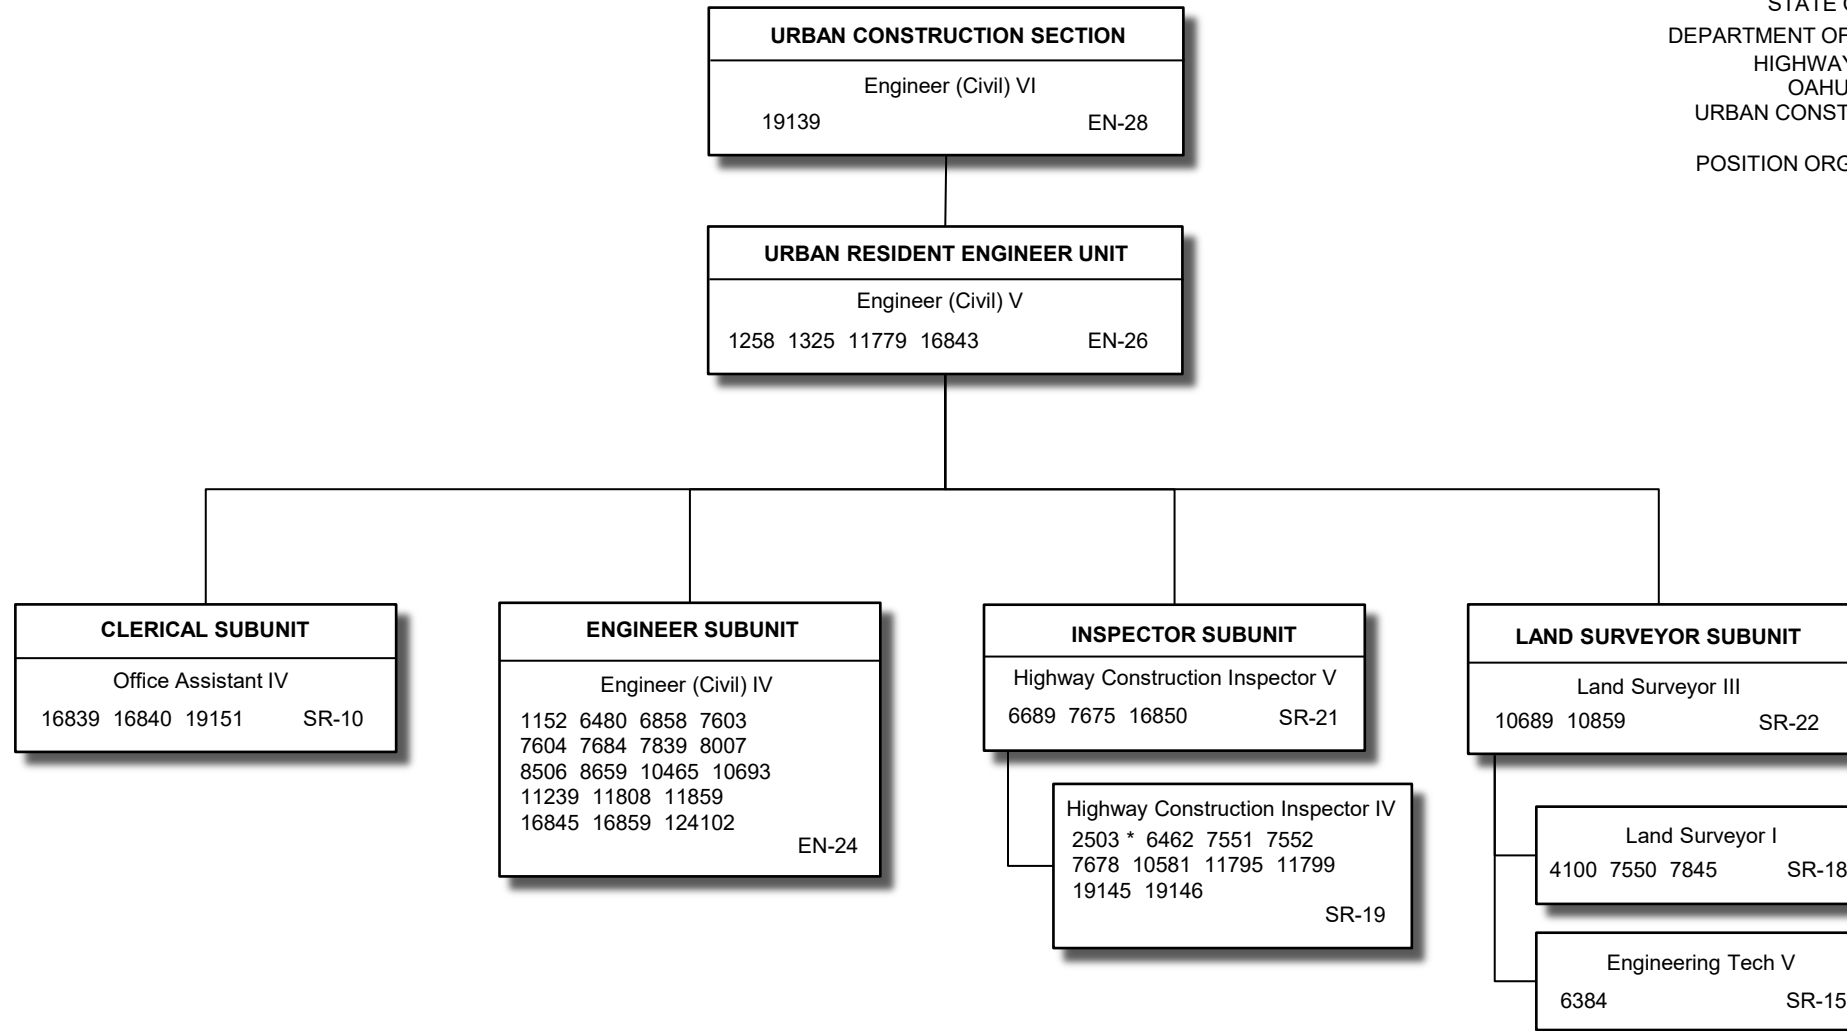 STATE
DEPARTMENT OF
HIGHWAY
OAHU
URBAN
POSITION
URBAN CONSTRUCTION SECTION
Engineer (Civil) VI
19139 EN-28
URBAN RESIDENT ENGINEER UNIT
Engineer (Civil) V
1258 1325 11779 16843 EN-26
CLERICAL SUBUNIT
Office Assistant IV
16839 16840 19151 SR-10
ENGINEER SUBUNIT
Engineer (Civil) IV
1152 6480 6858 7603
7604 7684 7839 8007
8506 8659 10465 10693
11239 11808 11859
16845 16859 124102
EN-24
INSPECTOR SUBUNIT
Highway Construction Inspector V
6689 7675 16850 SR-21
Highway Construction Inspector IV
2503 * 6462 7551 7552
7678 10581 11795 11799
19145 19146
SR-19
LAND SURVEYOR SUBUNIT
Land Surveyor III
10689 10859 SR-22
Land Surveyor I
4100 7550 7845 SR-18
Engineering Tech V
6384 SR-15